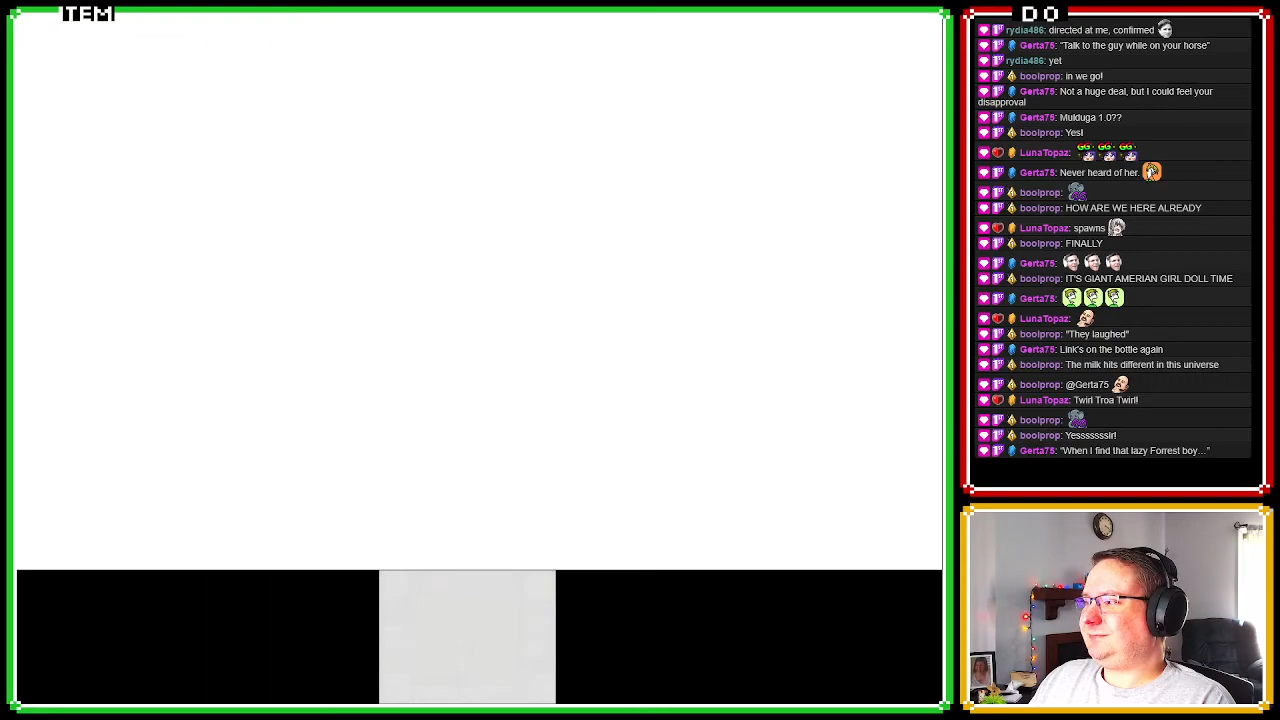 ITEM
DO
rydia486: directed at me, confirmed
Gerta75: "Talk to the guy while on your horse"
rydia486: yet
boolprop: in we go!
Gerta75: Not a huge deal, but I could feel your
disapproval
Gerta75: Mulduga 1.0??
boolprop: Yes!
LunaTopaz: GG GG GG
Gerta75: Never heard of her.
boolprop:
boolprop: HOW ARE WE HERE ALREADY
LunaTopaz: spawns
boolprop: FINALLY
Gerta75:
boolprop: IT'S GIANT AMERIAN GIRL DOLL TIME
Gerta75:
LunaTopaz:
boolprop: "They laughed"
Gerta75: Link's on the bottle again
boolprop: The milk hits different in this universe
boolprop: @Gerta75
LunaTopaz: Twirl Troa Twirl!
boolprop:
boolprop: Yesssssssir!
Gerta75: "When I find that lazy Forrest boy..."